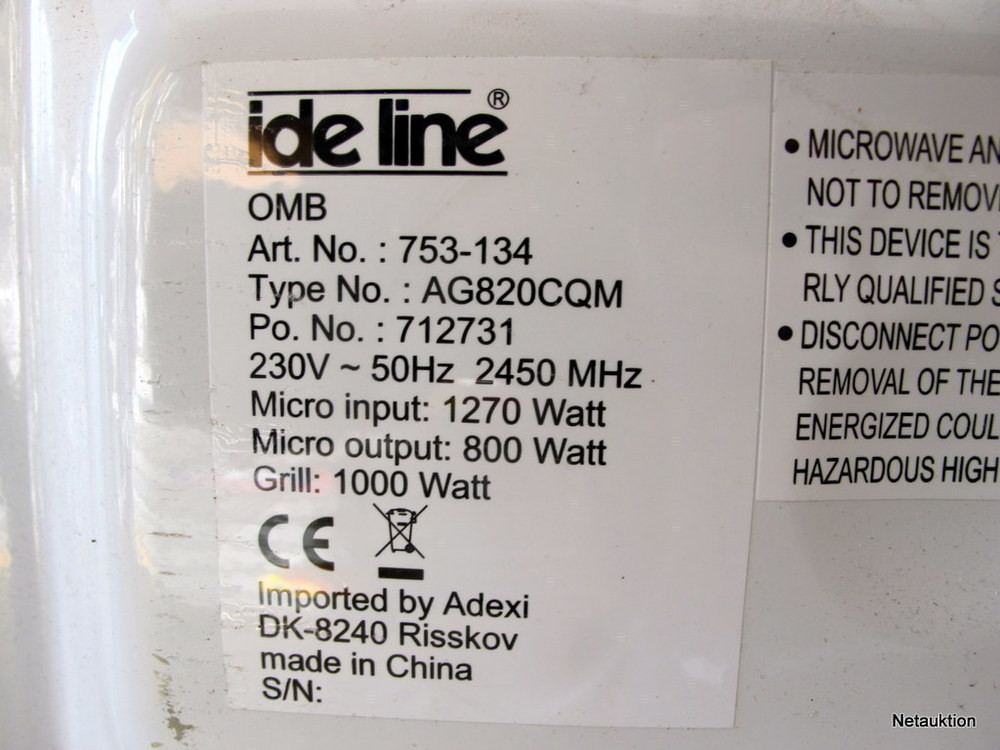 ide line®
OMB
Art. No. : 753-134
Type No. : AG820CQM
Po. No. : 712731
230V ~ 50Hz 2450 MHz
Micro input: 1270 Watt
Micro output: 800 Watt
Grill: 1000 Watt
CE
Imported by Adexi
DK-8240 Risskov
made in China
S/N:
• MICROWAVE AN
NOT TO REMOV
• THIS DEVICE IS
RLY QUALIFIED S
• DISCONNECT PO
REMOVAL OF THE
ENERGIZED COUL
HAZARDOUS HIGH
Netauktion